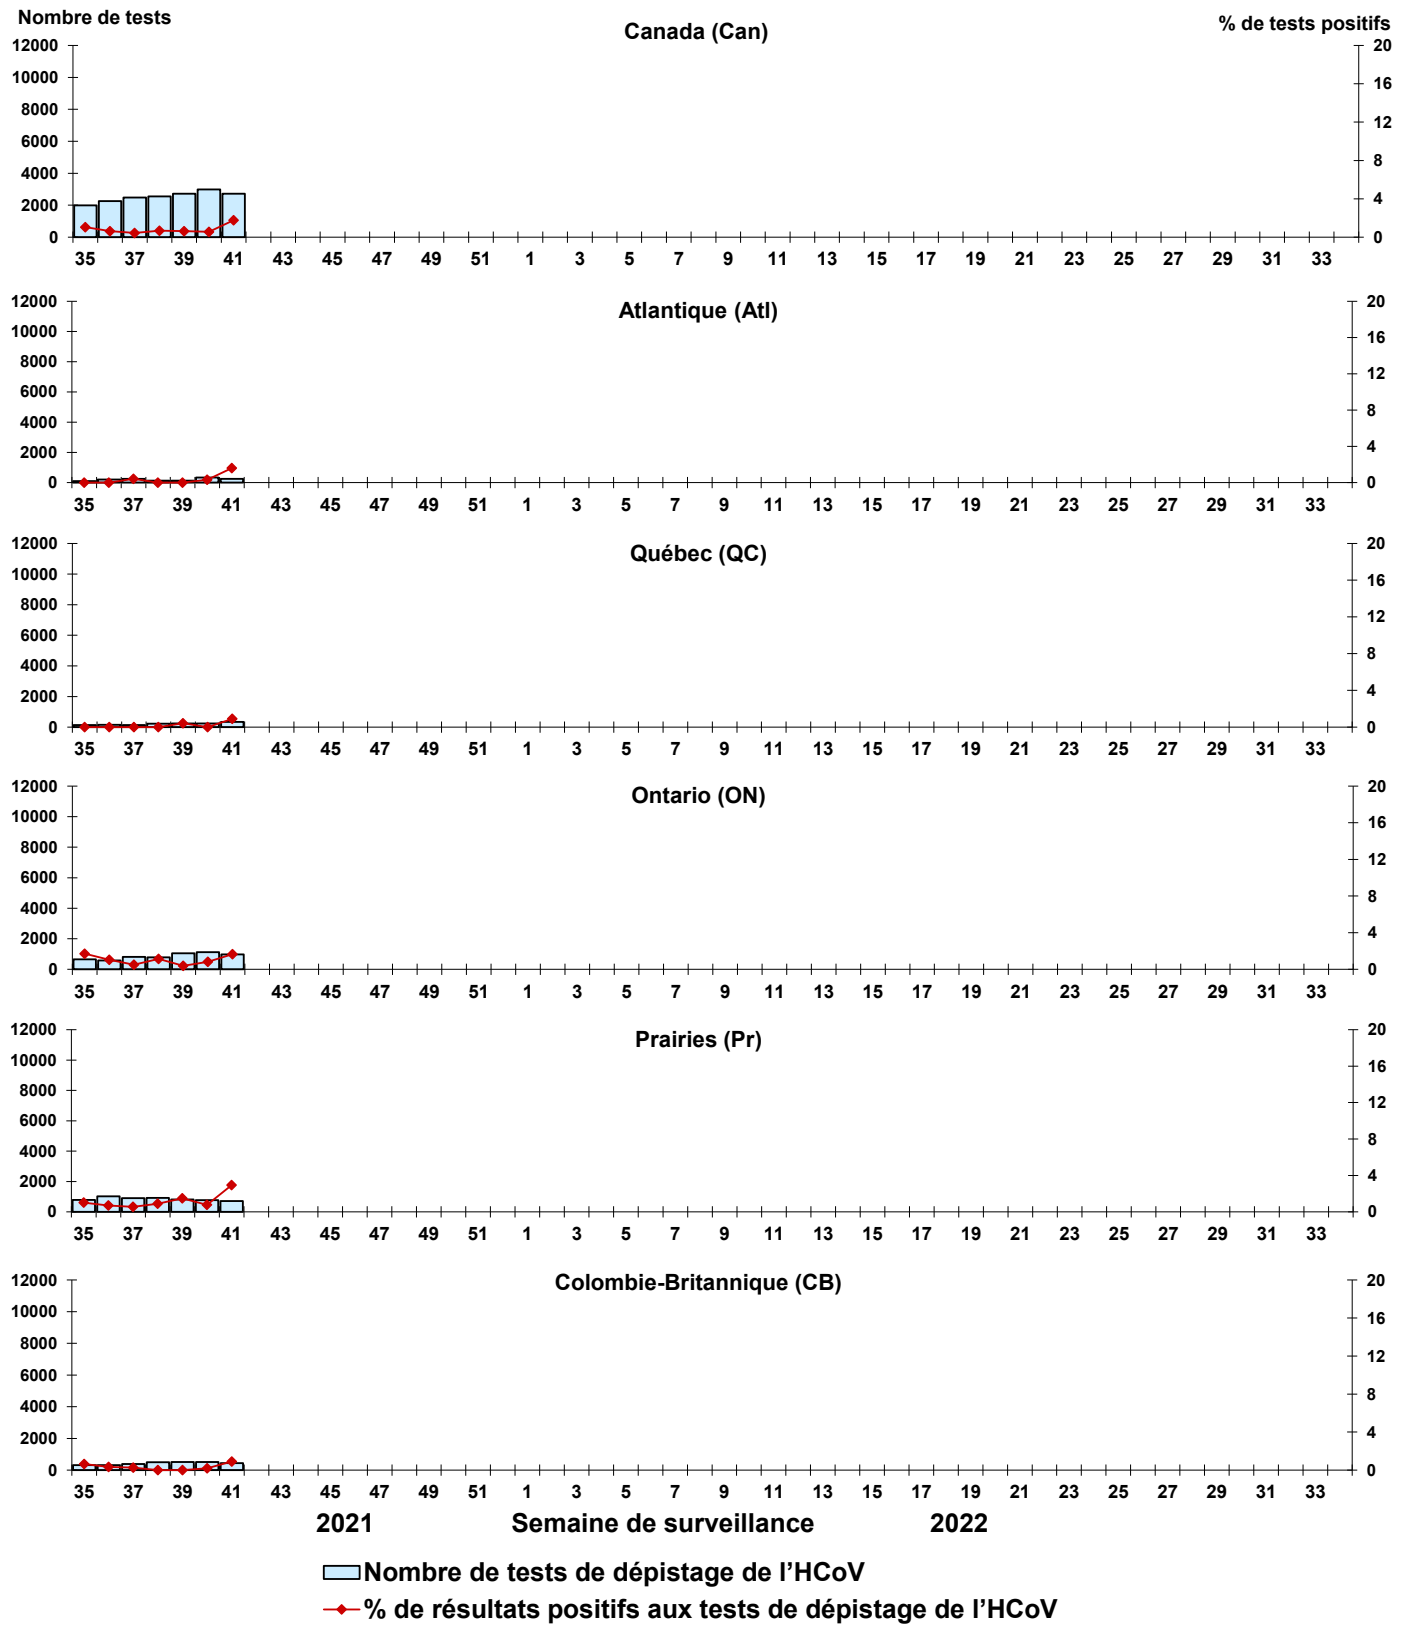 Nombre de tests
Canada (Can)
% de tests positifs
12000 20
10000 16
8000 12
6000
4000 8
2000 4
0 0
35 37 39 41 43 45 47 49 51 1 3 5 7 9 11 13 15 17 19 21 23 25 27 29 31 33
Atlantique (Atl)
12000 20
10000 16
8000 12
6000
4000 8
2000 4
0 0
35 37 39 41 43 45 47 49 51 1 3 5 7 9 11 13 15 17 19 21 23 25 27 29 31 33
Québec (QC)
12000 20
10000 16
8000 12
6000
4000 8
2000 4
0 0
35 37 39 41 43 45 47 49 51 1 3 5 7 9 11 13 15 17 19 21 23 25 27 29 31 33
Ontario (ON)
12000 20
10000 16
8000 12
6000
4000 8
2000 4
0 0
35 37 39 41 43 45 47 49 51 1 3 5 7 9 11 13 15 17 19 21 23 25 27 29 31 33
Prairies (Pr)
12000 20
10000 16
8000 12
6000
4000 8
2000 4
0 0
35 37 39 41 43 45 47 49 51 1 3 5 7 9 11 13 15 17 19 21 23 25 27 29 31 33
Colombie-Britannique (CB)
12000 20
10000 16
8000 12
6000
4000 8
2000 4
0 0
35 37 39 41 43 45 47 49 51 1 3 5 7 9 11 13 15 17 19 21 23 25 27 29 31 33
2021 Semaine de surveillance 2022
Nombre de tests de dépistage de l’HCoV
% de résultats positifs aux tests de dépistage de l’HCoV